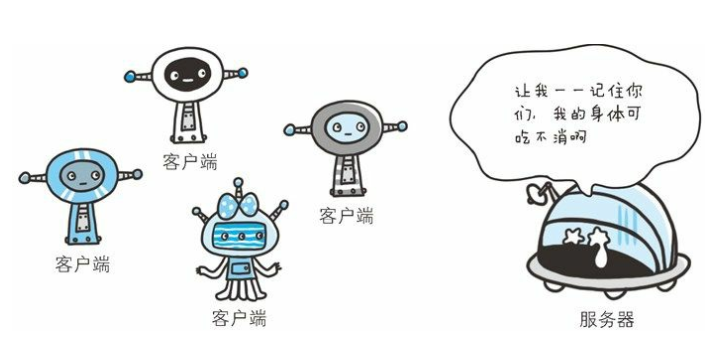 让我一一记住你
们，我的身体可
吃不消啊
客户端
客户端
客户端
客户端
服务器